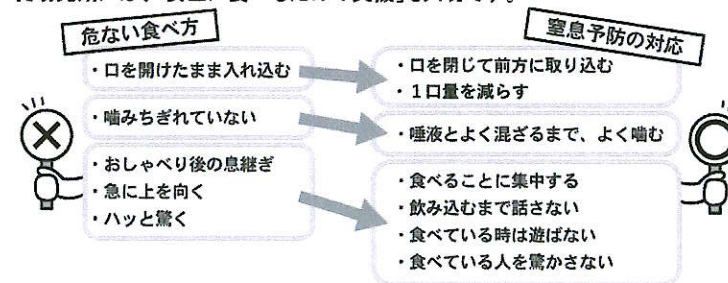 危ない食べ方
・口を開けたまま入れ込む
・噛みちぎれていない
・おしゃべり後の息継ぎ
・急に上を向く
・ハッと驚く
窒息予防の対応
・口を閉じて前方に取り込む
・１口量を減らす
・唾液とよく混ざるまで、よく噛む
・食べることに集中する
・飲み込むまで話さない
・食べている時は遊ばない
・食べている人を驚かさない